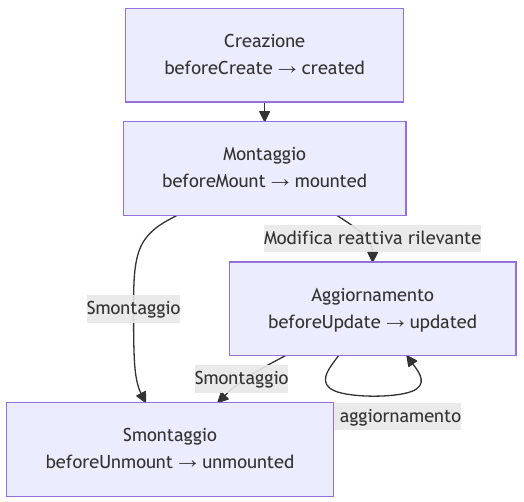 Creazione
beforeCreate → created
Montaggio
beforeMount → mounted
Modifica reattiva rilevante
Smontaggio
Aggiornamento
beforeUpdate → updated
Smontaggio
aggiornamento
Smontaggio
beforeUnmount → unmounted